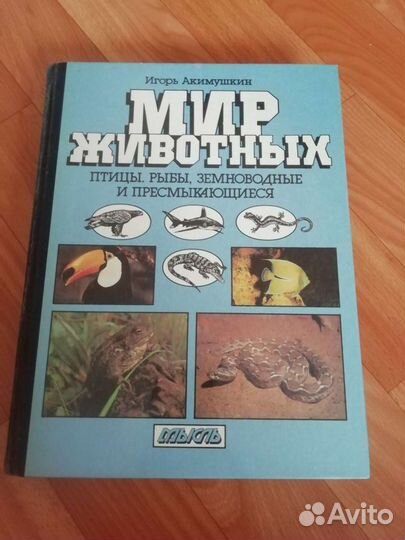 Игорь Акимушкин
МИР
ЖИВОТНЫХ
ПТИЦЫ, РЫБЫ, ЗЕМНОВОДНЫЕ
И ПРЕСМЫКАЮЩИЕСЯ
МЫСЛЬ
Avito